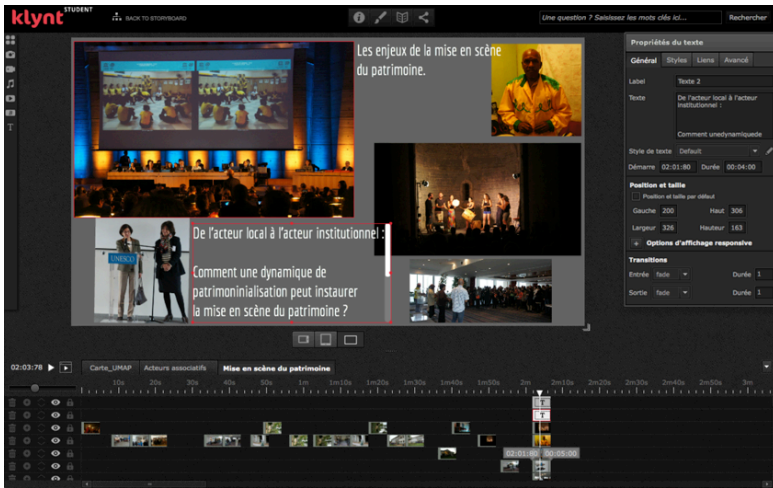 klynt STUDENT
BACK TO STORYBOARD
Une question ? Saisissez les mots clés ici...
Rechercher
Les enjeux de la mise en scène
du patrimoine.
UNESCO
De l'acteur local à l'acteur institutionnel :
Comment une dynamique de
patrimoninialisation peut instaurer
la mise en scène du patrimoine ?
Propriétés du texte
Général Styles Liens Avancé
Label Texte 2
Texte De l'acteur local à l'acteur
institutionnel :
Comment unedynamiquede
Style de texte Default
Démarre 02:01:80 Durée 00:04:00
Position et taille
Position et taille par défaut
Gauche 200 Haut 306
Largeur 326 Hauteur 163
+ Options d'affichage responsive
Transitions
Entrée fade Durée 1
Sortie fade Durée 1
02:03:78 Carte_UMAP Acteurs associatifs Mise en scène du patrimoine
10s 20s 30s 40s 50s 1m 1m10s 1m20s 1m30s 1m40s 1m50s 2m 2m10s 2m20s 2m30s 2m40s 2m50s 3m
T
T
02:01:80 00:05:00